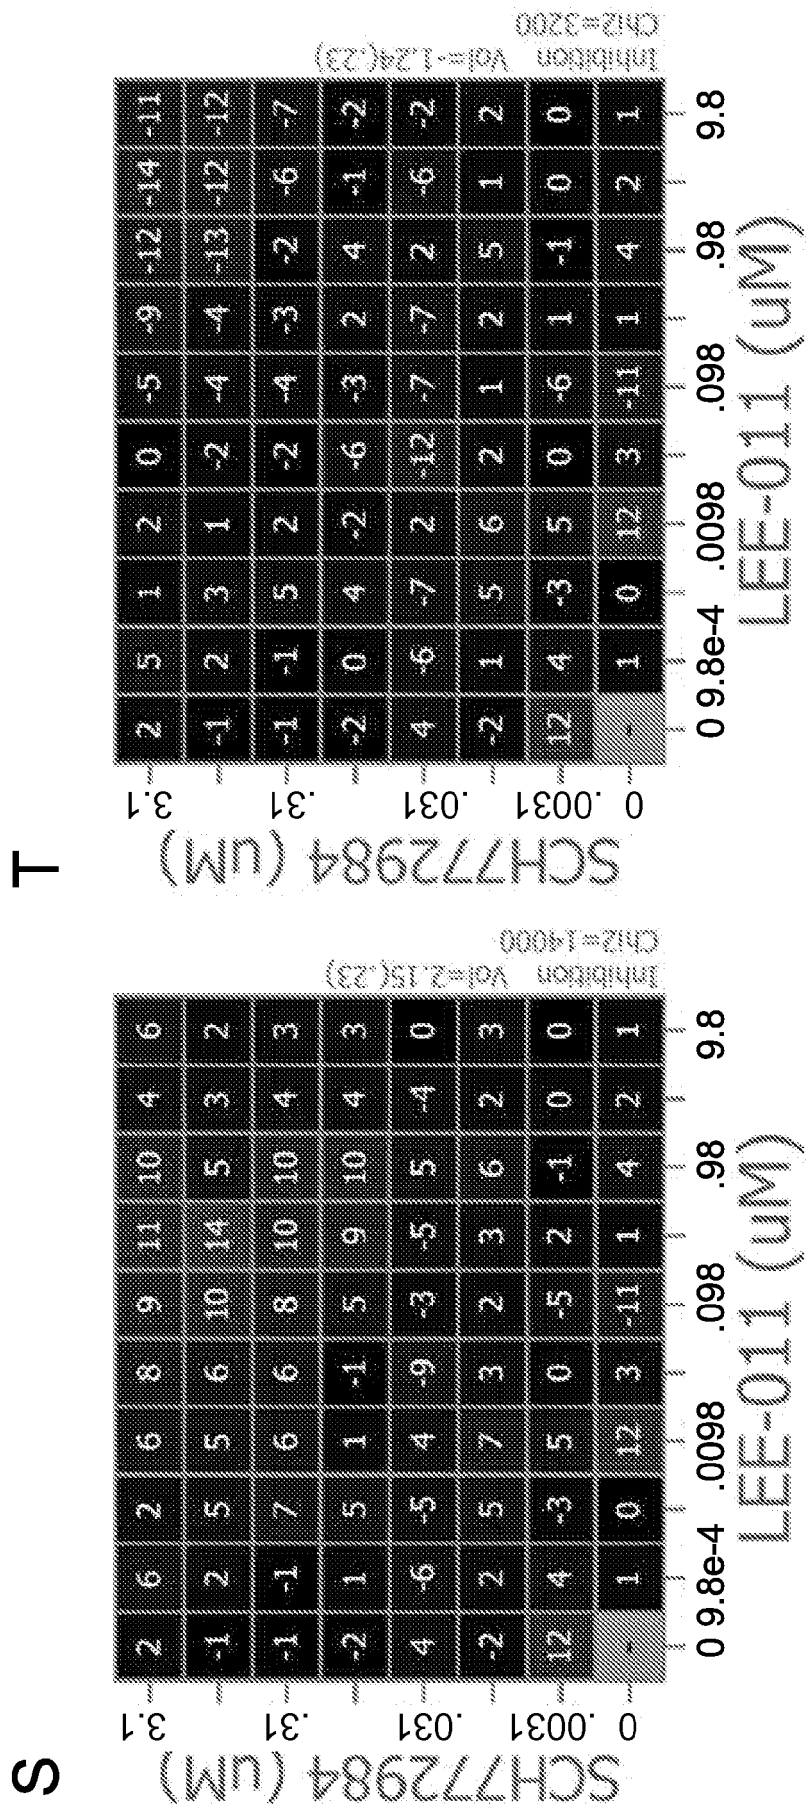 S
SCH772984 (uM)
3.1 2 6 2 6 8 9 11 10 4 6
-1 2 5 5 6 10 14 5 3 2
.31 -1 -1 7 6 6 8 10 10 4 3
-2 1 5 1 -1 5 9 10 4 3
.031 4 -6 -5 4 -9 -3 -5 5 -4 0
-2 2 5 7 3 2 3 6 2 3
.0031 12 4 -3 5 0 -5 2 -1 0 0
0 - 1 0 12 3 -11 1 4 2 1
0 9.8e-4 .0098 .098 .98 9.8
LEE-011 (uM)
Inhibition Vol=2.15(.23)
Chi2=14000
T
SCH772984 (uM)
3.1 2 5 1 2 0 -5 -9 -12 -14 -11
-1 2 3 1 -2 -4 -4 -13 -12 -12
.31 -1 -1 5 2 -2 -4 -3 -2 -6 -7
-2 0 4 -2 -6 -3 2 4 -1 -2
.031 4 -6 -7 2 -12 -7 -7 2 -6 -2
-2 1 5 6 2 1 2 5 1 2
.0031 12 4 -3 5 0 -6 1 -1 0 0
0 - 1 0 12 3 -11 1 4 2 1
0 9.8e-4 .0098 .098 .98 9.8
LEE-011 (uM)
Inhibition Vol=-1.24(.23)
Chi2=3200